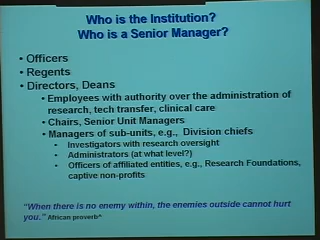 Who is the Institution?
Who is a Senior Manager?
• Officers
• Regents
• Directors, Deans
• Employees with authority over the administration of
research, tech transfer, clinical care
• Chairs, Senior Unit Managers
• Managers of sub-units, e.g., Division chiefs
• Investigators with research oversight
• Administrators (at what level?)
• Officers of affiliated entities, e.g., Research Foundations,
captive non-profits
"When there is no enemy within, the enemies outside cannot hurt
you." African proverb^